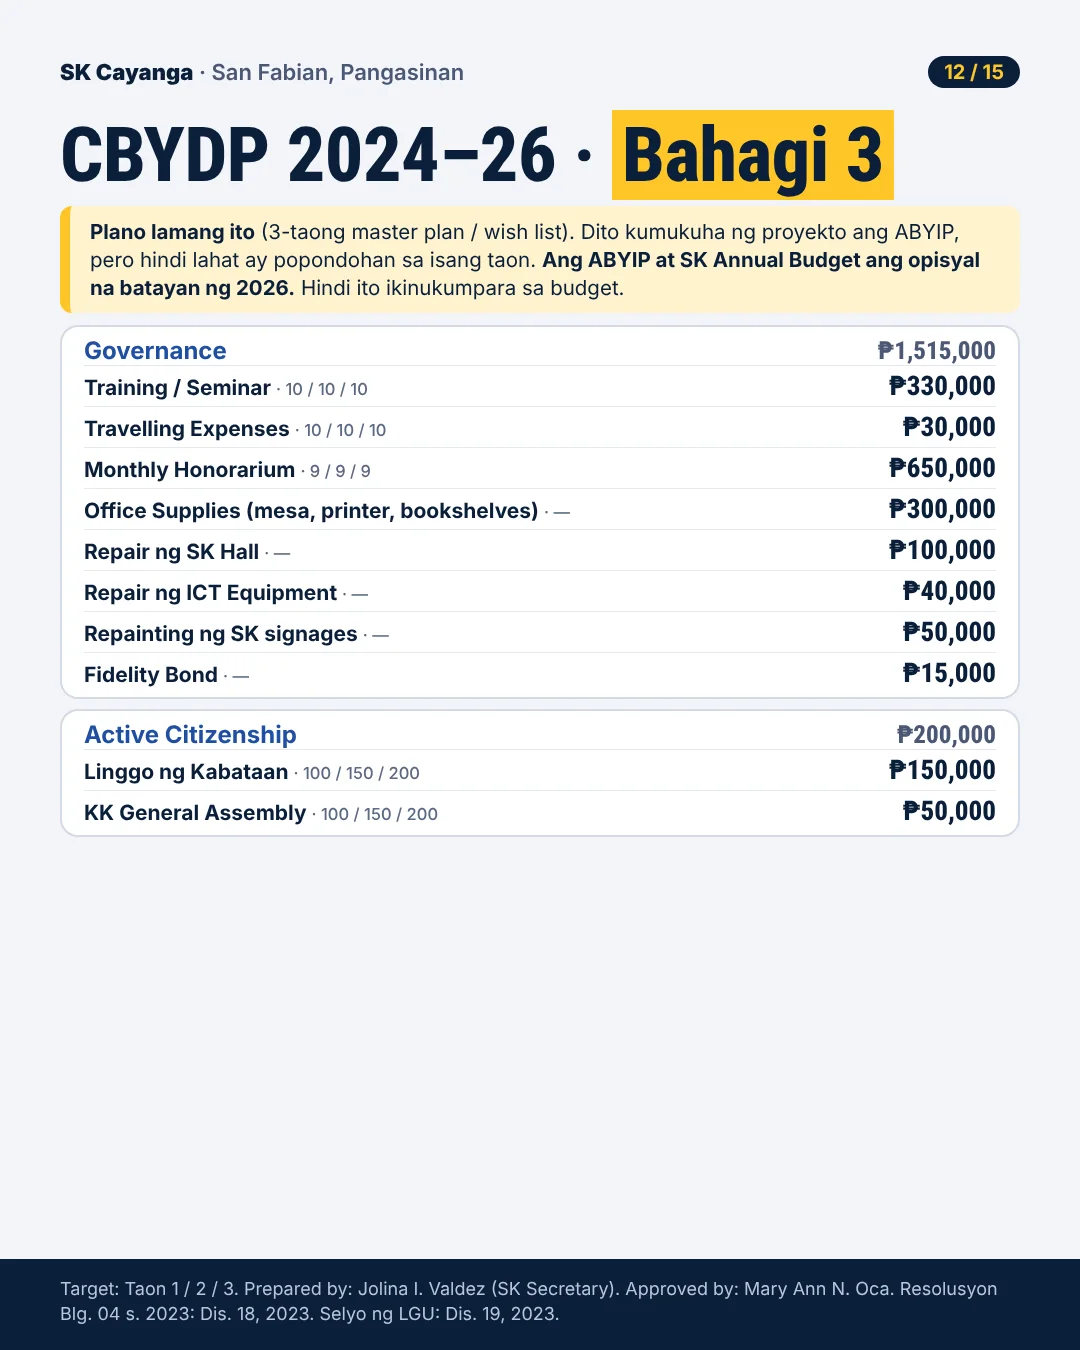 SK Cayanga · San Fabian, Pangasinan
12 / 15
CBYDP 2024–26 · Bahagi 3
Plano lamang ito (3-taong master plan / wish list). Dito kumukuha ng proyekto ang ABYIP,
pero hindi lahat ay popondohan sa isang taon. Ang ABYIP at SK Annual Budget ang opisyal
na batayan ng 2026. Hindi ito ikinukumpara sa budget.
Governance ₱1,515,000
Training / Seminar · 10 / 10 / 10 ₱330,000
Travelling Expenses · 10 / 10 / 10 ₱30,000
Monthly Honorarium · 9 / 9 / 9 ₱650,000
Office Supplies (mesa, printer, bookshelves) · — ₱300,000
Repair ng SK Hall · — ₱100,000
Repair ng ICT Equipment · — ₱40,000
Repainting ng SK signages · — ₱50,000
Fidelity Bond · — ₱15,000
Active Citizenship ₱200,000
Linggo ng Kabataan · 100 / 150 / 200 ₱150,000
KK General Assembly · 100 / 150 / 200 ₱50,000
Target: Taon 1 / 2 / 3. Prepared by: Jolina I. Valdez (SK Secretary). Approved by: Mary Ann N. Oca. Resolusyon
Blg. 04 s. 2023: Dis. 18, 2023. Selyo ng LGU: Dis. 19, 2023.